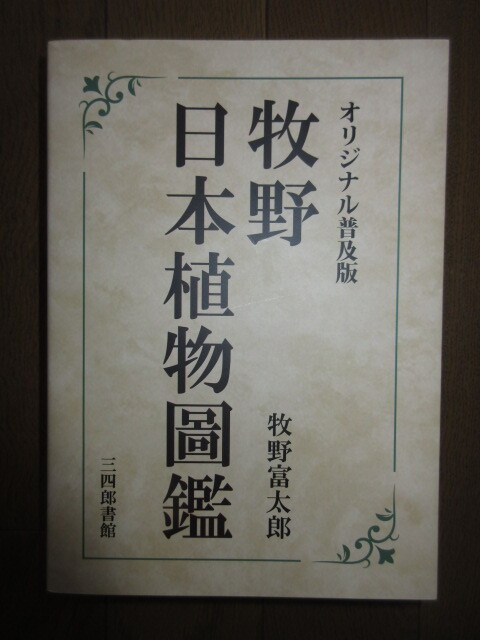 オリジナル普及版
牧野
日本植物圖鑑
牧野富太郎
三四郎書館